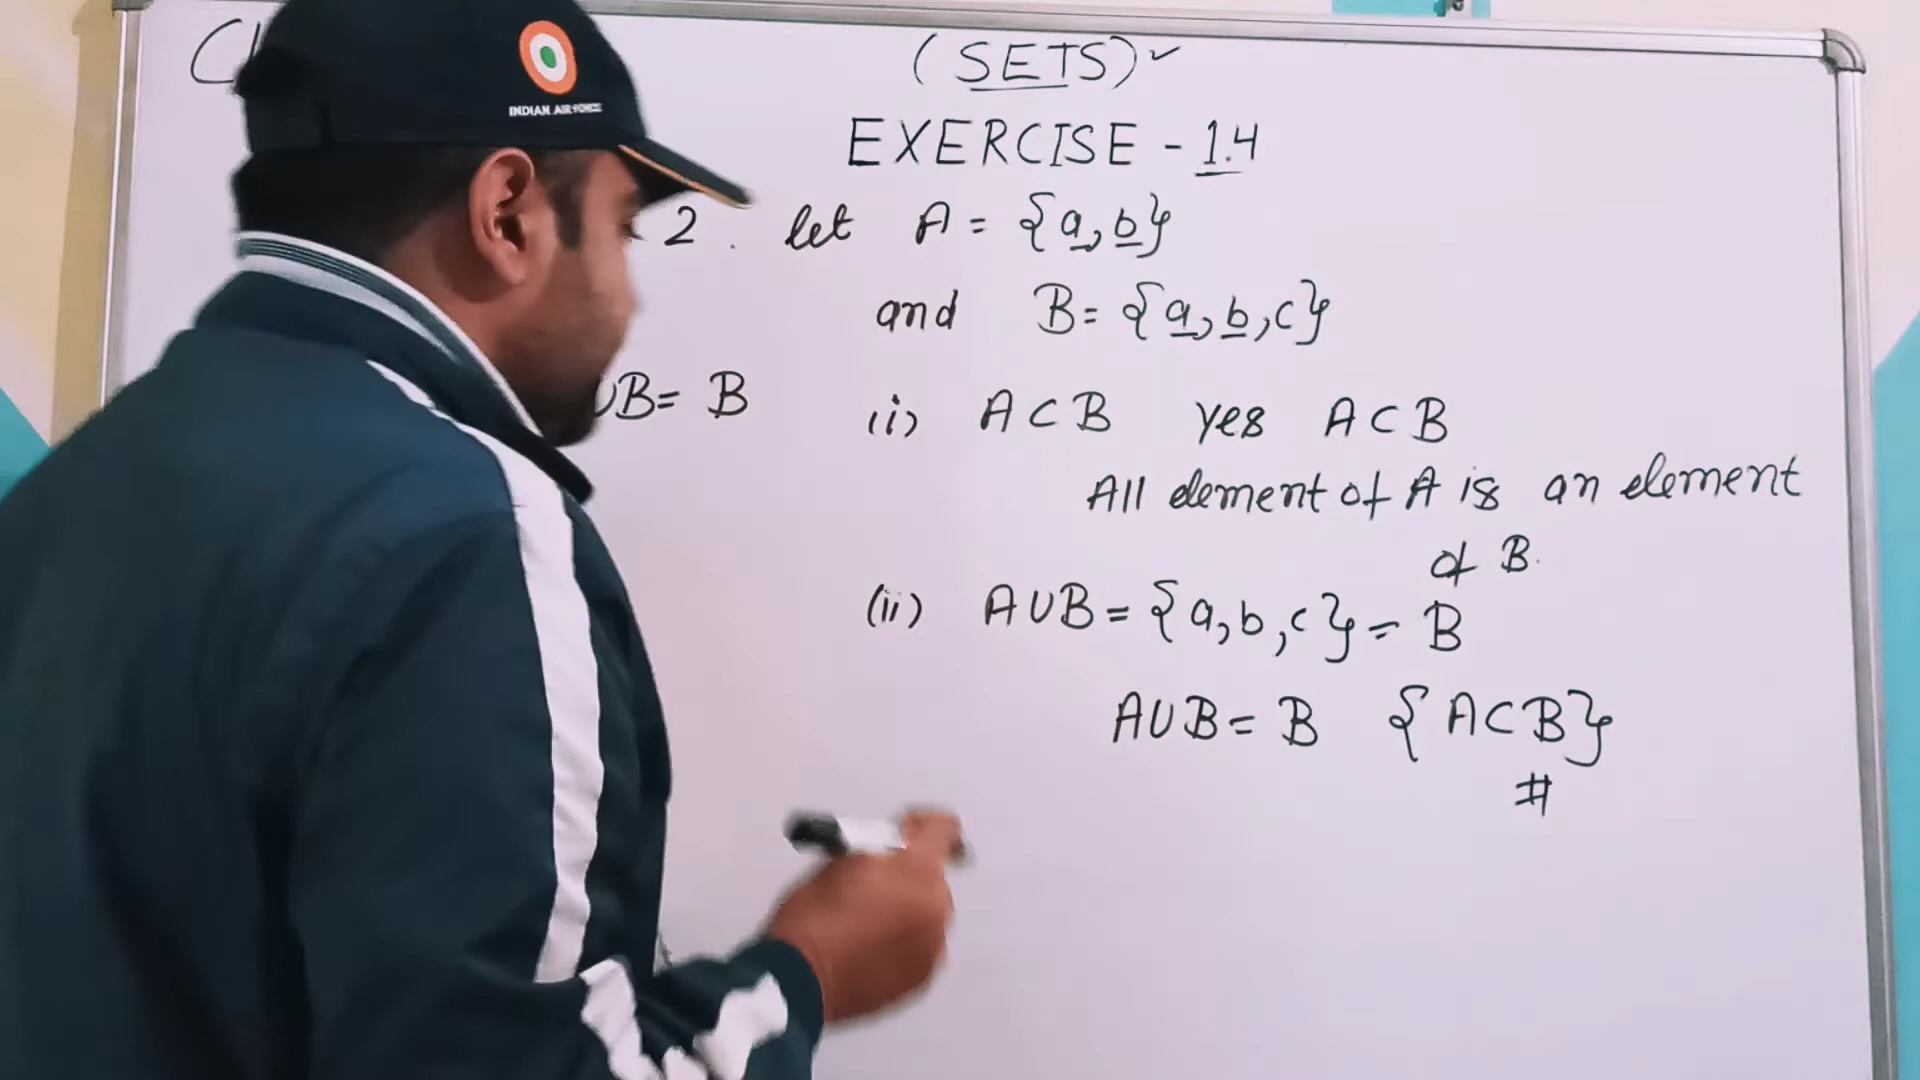 (SETS)✓
EXERCISE - 1.4
2. let A = {a, b}
and B = {a, b, c}
UB = B
(i) A ⊂ B yes A ⊂ B
All element of A is an element
of B.
(ii) A ∪ B = {a, b, c} = B
A ∪ B = B {A ⊂ B}
#
INDIAN AIR FORCE